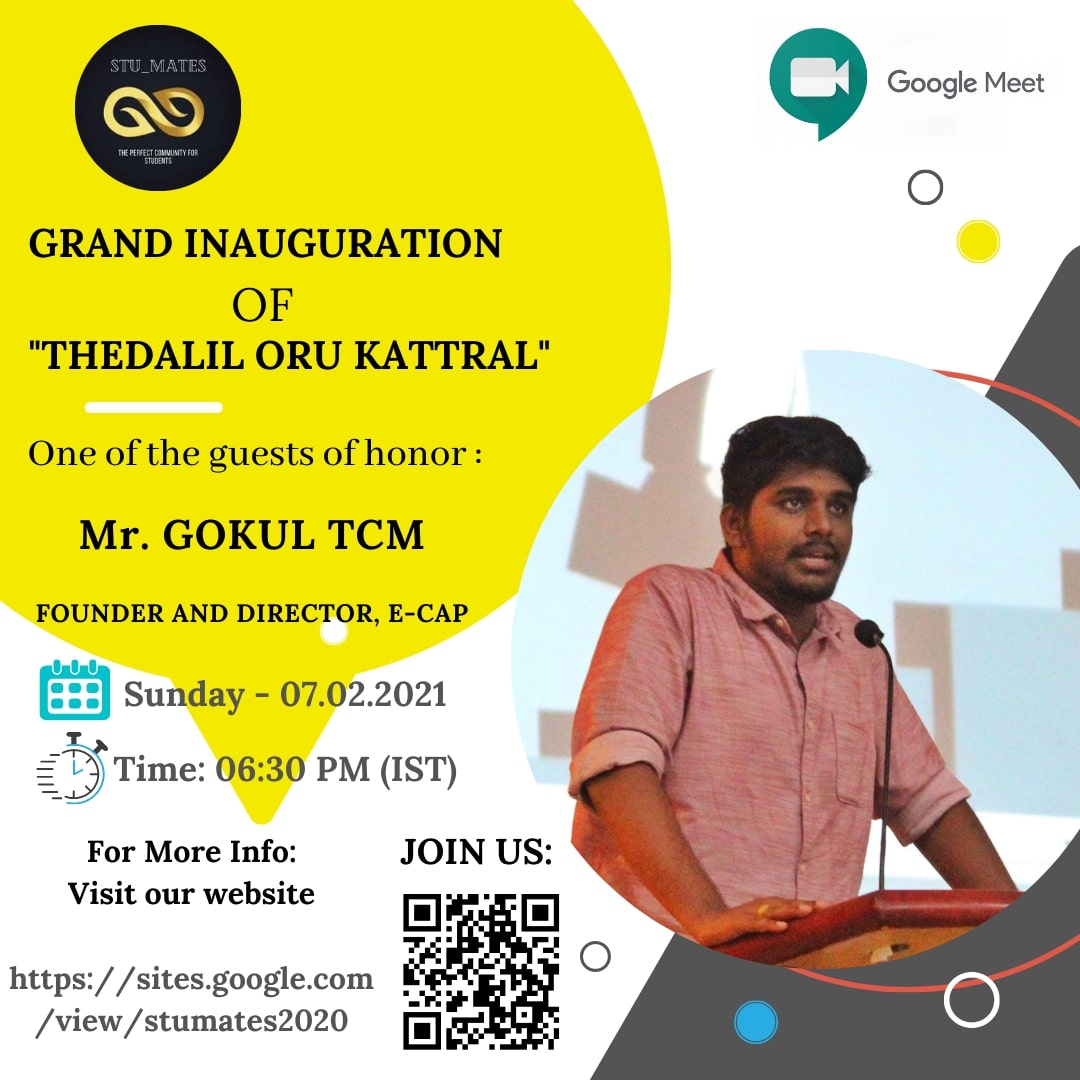 STU_MATES
THE PERFECT COMMUNITY FOR
STUDENTS
Google Meet
GRAND INAUGURATION
OF
"THEDALIL ORU KATTRAL"
One of the guests of honor :
Mr. GOKUL TCM
FOUNDER AND DIRECTOR, E-CAP
Sunday - 07.02.2021
Time: 06:30 PM (IST)
For More Info:
Visit our website
https://sites.google.com
/view/stumates2020
JOIN US: